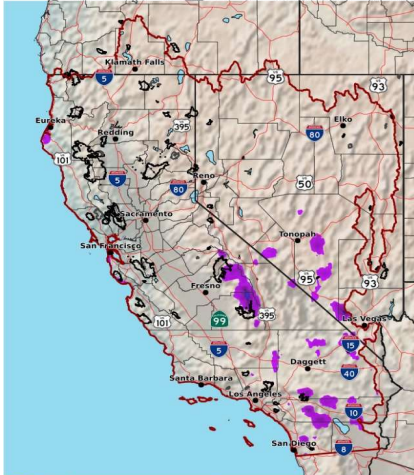 Klamath Falls
5
95
93
Eureka
Redding
395
Elko
80
101
5
80
Reno
50
Sacramento
Tonopah
San Francisco
95
93
Fresno
101
99
395
Las Vegas
5
15
Daggett
40
Santa Barbara
Los Angeles
10
San Diego
8